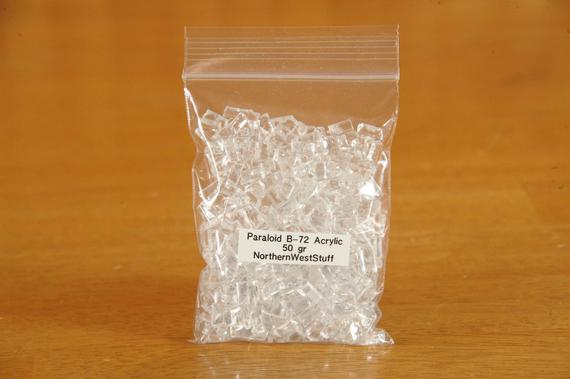 Paraloid B-72 Acrylic
50 gr
NorthernWestStuff